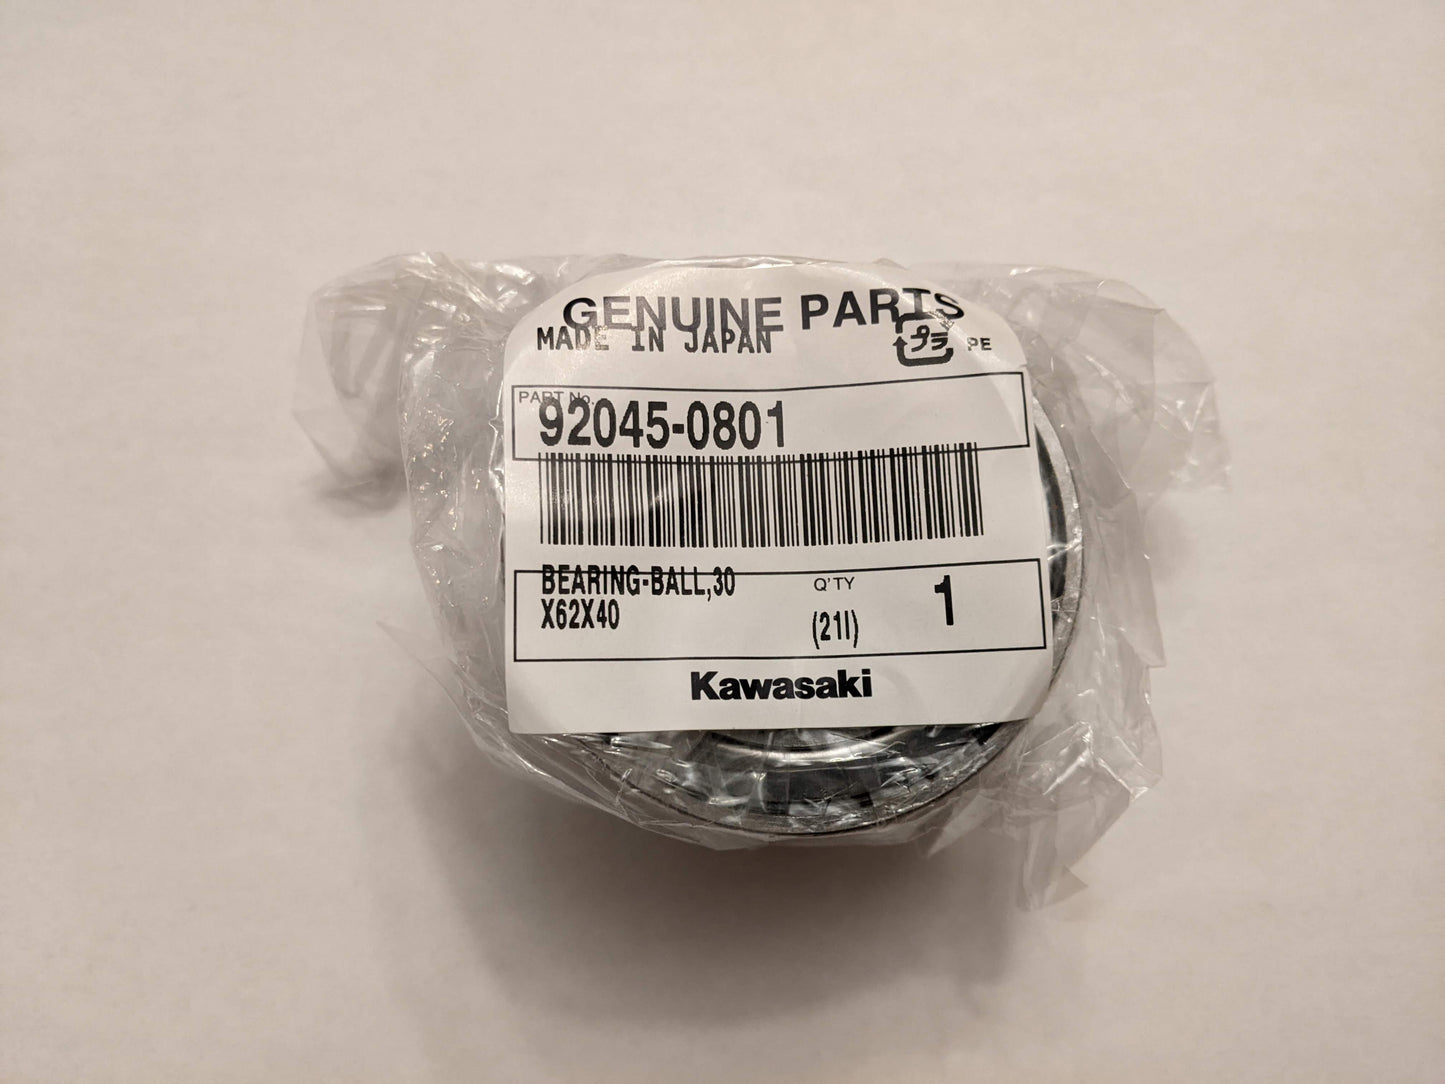 GENUINE PARTS
MADE IN JAPAN プラ PE
PART No.
92045-0801
BEARING-BALL,30 Q'TY 1
X62X40 (21I)
Kawasaki